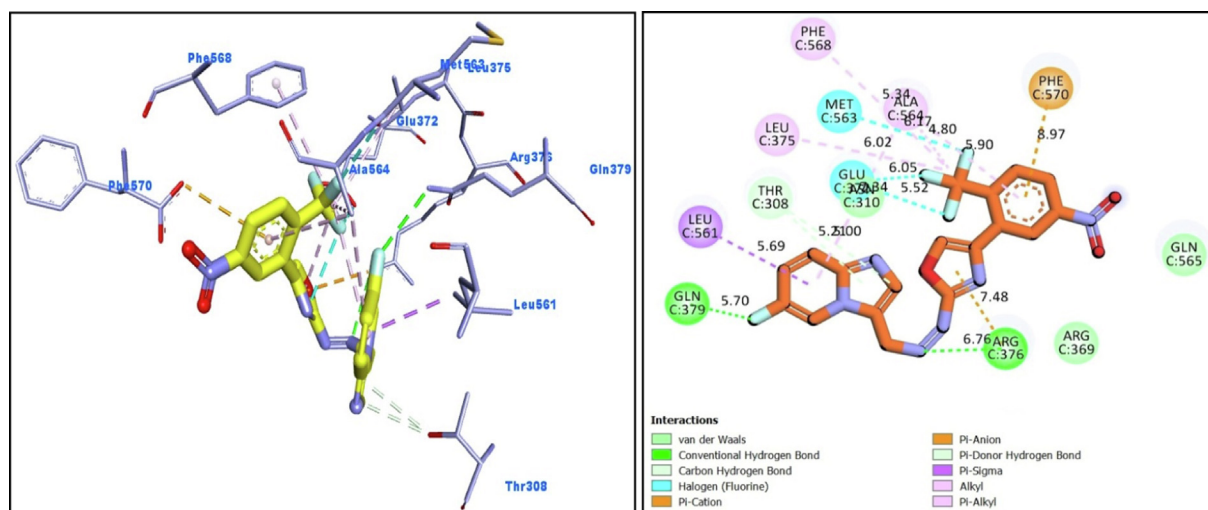 Phe568
Met563
Leu375
Glu372
Arg376
Gln379
Ala564
Phe570
Leu561
Thr308
PHE
C:568
PHE
C:570
MET
C:563
5.34
ALA
C:564
6.17
4.80
5.90
LEU
C:375
6.02
6.05
GLU
5.52
THR
C:308
C:310
LEU
C:561
5.69
GLN
C:565
GLN
C:379
5.70
7.48
6.76
ARG
C:376
ARG
C:369
Interactions
van der Waals
Conventional Hydrogen Bond
Carbon Hydrogen Bond
Halogen (Fluorine)
Pi-Cation
Pi-Anion
Pi-Donor Hydrogen Bond
Pi-Sigma
Alkyl
Pi-Alkyl